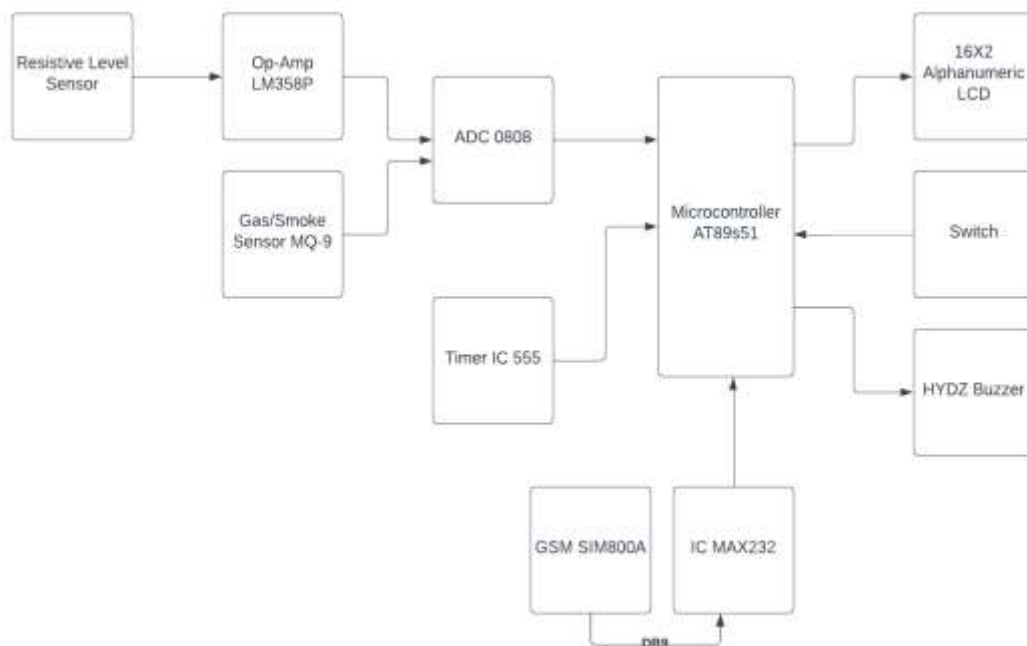 Resistive Level
Sensor
Op-Amp
LM358P
ADC 0808
Gas/Smoke
Sensor MQ-9
Timer IC 555
Microcontroller
AT89s51
16X2
Alphanumeric
LCD
Switch
HYDZ Buzzer
GSM SIM800A
IC MAX232
DB9